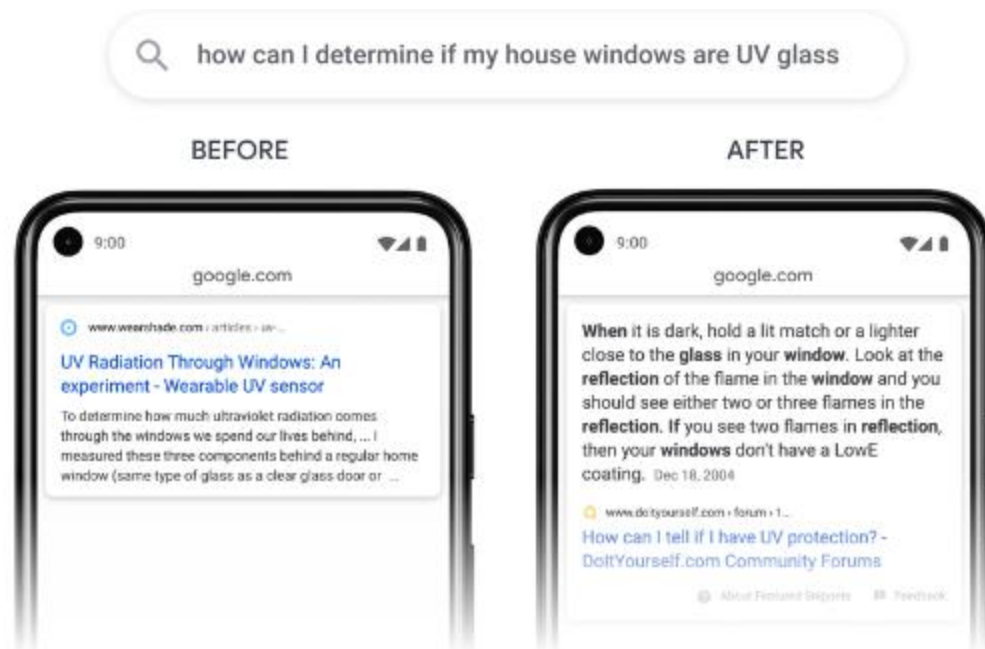 how can I determine if my house windows are UV glass
BEFORE
9:00
google.com
www.wearshade.com › articles › uv-...
UV Radiation Through Windows: An
experiment - Wearable UV sensor
To determine how much ultraviolet radiation comes
through the windows we spend our lives behind, ... I
measured these three components behind a regular home
window (same type of glass as a clear glass door or ...
AFTER
9:00
google.com
When it is dark, hold a lit match or a lighter
close to the glass in your window. Look at the
reflection of the flame in the window and you
should see either two or three flames in the
reflection. If you see two flames in reflection,
then your windows don't have a LowE
coating. Dec 18, 2004
www.doityourself.com › forum › 1...
How can I tell if I have UV protection? -
DoItYourself.com Community Forums
About Featured Snippets
Feedback